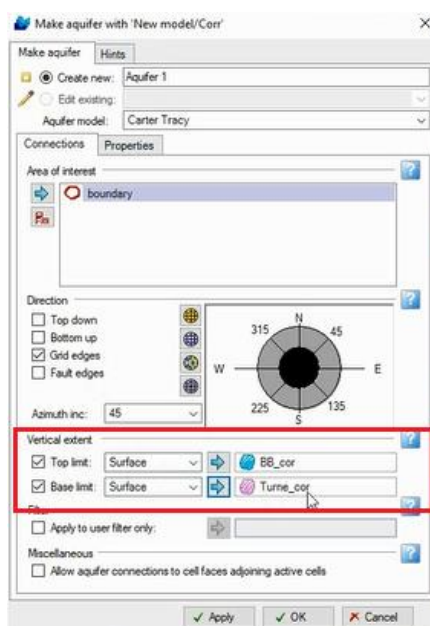 Make aquifer with 'New model/Corr'
Make aquifer Hints
Create new: Aquifer 1
Edit existing:
Aquifer model: Carter Tracy
Connections Properties
Area of interest
boundary
Direction
Top down
Bottom up
Grid edges
Fault edges
Azimuth inc: 45
N
315 45
W E
225 135
S
Vertical extent
Top limit: Surface BB_cor
Base limit: Surface Turne_cor
Filter
Apply to user filter only:
Miscellaneous
Allow aquifer connections to cell faces adjoining active cells
Apply OK Cancel